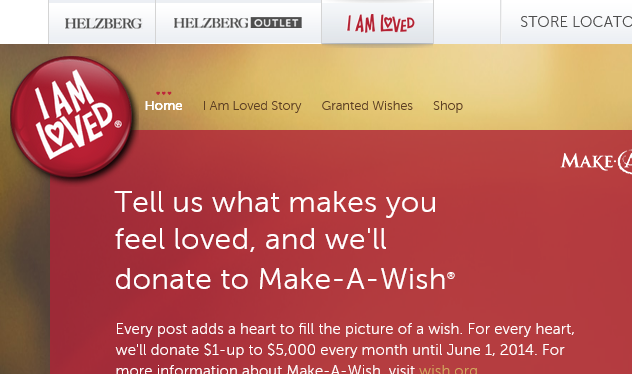 HELZBERG HELZBERG OUTLET I AM LOVED STORE LOCATO
I AM LOVED®
Home I Am Loved Story Granted Wishes Shop
MAKE·A
Tell us what makes you
feel loved, and we'll
donate to Make-A-Wish®
Every post adds a heart to fill the picture of a wish. For every heart,
we'll donate $1-up to $5,000 every month until June 1, 2014. For
more information about Make-A-Wish, visit wish.org